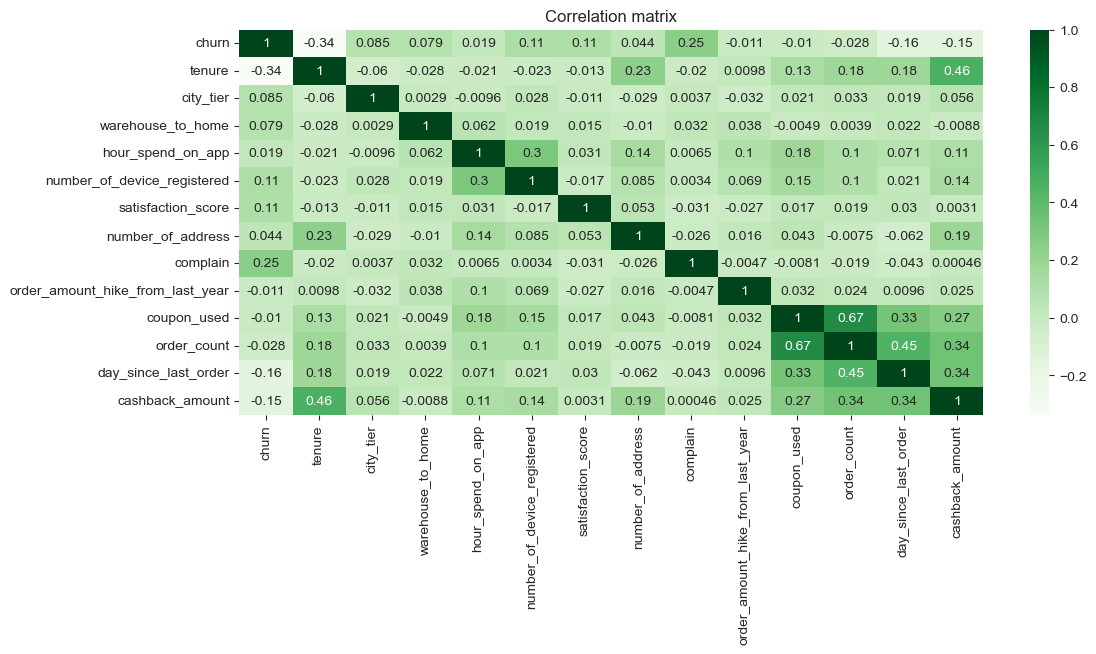 Correlation matrix
churn 1 -0.34 0.085 0.079 0.019 0.11 0.11 0.044 0.25 -0.011 -0.01 -0.028 -0.16 -0.15
tenure -0.34 1 -0.06 -0.028 -0.021 -0.023 -0.013 0.23 -0.02 0.0098 0.13 0.18 0.18 0.46
city_tier 0.085 -0.06 1 0.0029 -0.0096 0.028 -0.011 -0.029 0.0037 -0.032 0.021 0.033 0.019 0.056
warehouse_to_home 0.079 -0.028 0.0029 1 0.062 0.019 0.015 -0.01 0.032 0.038 -0.0049 0.0039 0.022 -0.0088
hour_spend_on_app 0.019 -0.021 -0.0096 0.062 1 0.3 0.031 0.14 0.0065 0.1 0.18 0.1 0.071 0.11
number_of_device_registered 0.11 -0.023 0.028 0.019 0.3 1 -0.017 0.085 0.0034 0.069 0.15 0.1 0.021 0.14
satisfaction_score 0.11 -0.013 -0.011 0.015 0.031 -0.017 1 0.053 -0.031 -0.027 0.017 0.019 0.03 0.0031
number_of_address 0.044 0.23 -0.029 -0.01 0.14 0.085 0.053 1 -0.026 0.016 0.043 -0.0075 -0.062 0.19
complain 0.25 -0.02 0.0037 0.032 0.0065 0.0034 -0.031 -0.026 1 -0.0047 -0.0081 -0.019 -0.043 0.00046
order_amount_hike_from_last_year -0.011 0.0098 -0.032 0.038 0.1 0.069 -0.027 0.016 -0.0047 1 0.032 0.024 0.0096 0.025
coupon_used -0.01 0.13 0.021 -0.0049 0.18 0.15 0.017 0.043 -0.0081 0.032 1 0.67 0.33 0.27
order_count -0.028 0.18 0.033 0.0039 0.1 0.1 0.019 -0.0075 -0.019 0.024 0.67 1 0.45 0.34
day_since_last_order -0.16 0.18 0.019 0.022 0.071 0.021 0.03 -0.062 -0.043 0.0096 0.33 0.45 1 0.34
cashback_amount -0.15 0.46 0.056 -0.0088 0.11 0.14 0.0031 0.19 0.00046 0.025 0.27 0.34 0.34 1
churn
tenure
city_tier
warehouse_to_home
hour_spend_on_app
number_of_device_registered
satisfaction_score
number_of_address
complain
order_amount_hike_from_last_year
coupon_used
order_count
day_since_last_order
cashback_amount
1.0
0.8
0.6
0.4
0.2
0.0
−0.2